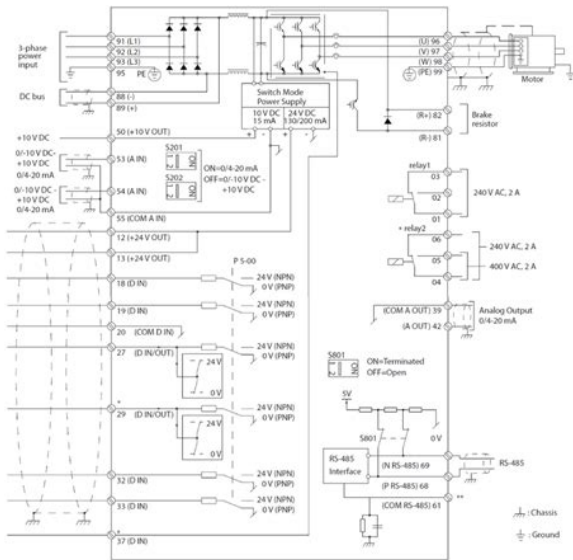 3-phase
power
input
91 (L1)
92 (L2)
93 (L3)
95 PE
DC bus
88 (-)
89 (+)
+10 V DC
50 (+10 V OUT)
0/-10 V DC-
+10 V DC
0/4-20 mA
53 (A IN)
0/-10 V DC-
+10 V DC
0/4-20 mA
54 (A IN)
55 (COM A IN)
12 (+24 V OUT)
13 (+24 V OUT)
18 (D IN)
19 (D IN)
20 (COM D IN)
27 (D IN/OUT)
24 V
0 V
*
29 (D IN/OUT)
24 V
0 V
32 (D IN)
33 (D IN)
*
37 (D IN)
S201
1 2
ON
S202
1 2
ON
ON=0/4-20 mA
OFF=0/-10 V DC -
+10 V DC
P 5-00
24 V (NPN)
0 V (PNP)
24 V (NPN)
0 V (PNP)
24 V (NPN)
0 V (PNP)
24 V (NPN)
0 V (PNP)
24 V (NPN)
0 V (PNP)
24 V (NPN)
0 V (PNP)
Switch Mode
Power Supply
10 V DC
15 mA
24 V DC
130/200 mA
+ - + -
(U) 96
(V) 97
(W) 98
(PE) 99
Motor
(R+) 82
(R-) 81
Brake
resistor
relay1
03
02
01
240 V AC, 2 A
+ relay2
06
05
04
240 V AC, 2 A
400 V AC, 2 A
(COM A OUT) 39
(A OUT) 42
Analog Output
0/4-20 mA
S801
1 2
ON
ON=Terminated
OFF=Open
5V
S801
0 V
RS-485
Interface
(N RS-485) 69
(P RS-485) 68
(COM RS-485) 61
RS-485
**
: Chassis
: Ground